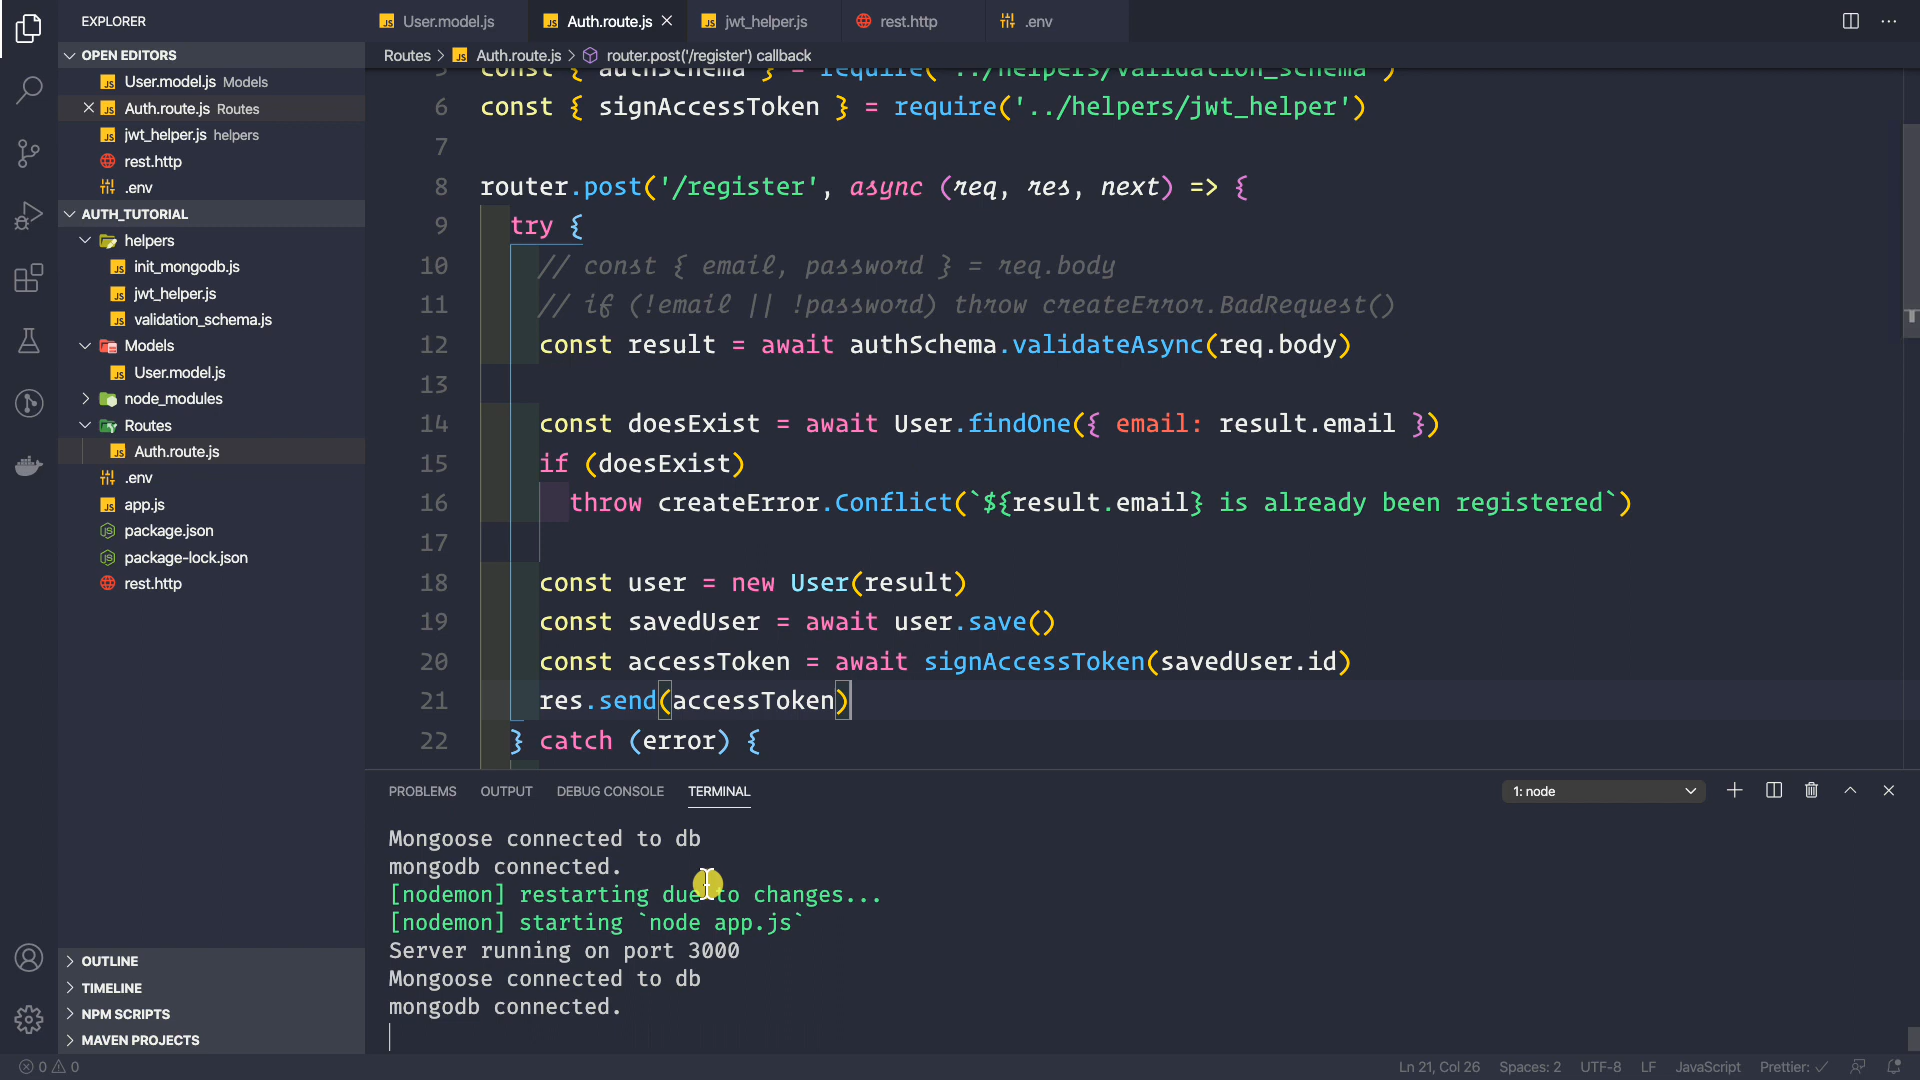 EXPLORER
OPEN EDITORS
User.model.js Models
Auth.route.js Routes
jwt_helper.js helpers
rest.http
.env
AUTH_TUTORIAL
helpers
init_mongodb.js
jwt_helper.js
validation_schema.js
Models
User.model.js
node_modules
Routes
Auth.route.js
.env
app.js
package.json
package-lock.json
rest.http
OUTLINE
TIMELINE
NPM SCRIPTS
MAVEN PROJECTS
User.model.js Auth.route.js jwt_helper.js rest.http .env
Routes > Auth.route.js > router.post('/register') callback
5 const { authSchema } = require('../helpers/validation_schema')
6 const { signAccessToken } = require('../helpers/jwt_helper')
7
8 router.post('/register', async (req, res, next) => {
9 try {
10 // const { email, password } = req.body
11 // if (!email || !password) throw createError.BadRequest()
12 const result = await authSchema.validateAsync(req.body)
13
14 const doesExist = await User.findOne({ email: result.email })
15 if (doesExist)
16 throw createError.Conflict(`${result.email} is already been registered`)
17
18 const user = new User(result)
19 const savedUser = await user.save()
20 const accessToken = await signAccessToken(savedUser.id)
21 res.send(accessToken)
22 } catch (error) {
PROBLEMS OUTPUT DEBUG CONSOLE TERMINAL 1: node
Mongoose connected to db
mongodb connected.
[nodemon] restarting due to changes...
[nodemon] starting `node app.js`
Server running on port 3000
Mongoose connected to db
mongodb connected.
0 0 Ln 21, Col 26 Spaces: 2 UTF-8 LF JavaScript Prettier: ✓